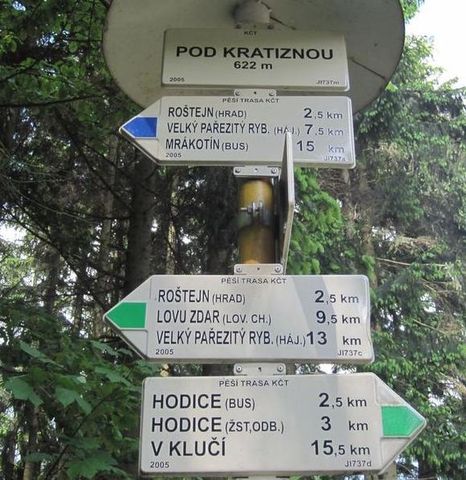 KČT
POD KRATIZNOU
622 m
2005 JI737m
PĚŠÍ TRASA KČT
ROŠTEJN (HRAD) 2,5 km
VELKÝ PAŘEZITÝ RYB. (HÁJ.) 7,5 km
MRÁKOTÍN (BUS) 15 km
2005 JI737a
PĚŠÍ TRASA KČT
ROŠTEJN (HRAD) 2,5 km
LOVU ZDAR (LOV. CH.) 9,5 km
VELKÝ PAŘEZITÝ RYB. (HÁJ.) 13 km
2005 JI737c
PĚŠÍ TRASA KČT
HODICE (BUS) 2,5 km
HODICE (ŽST,ODB.) 3 km
V KLUČÍ 15,5 km
2005 JI737d